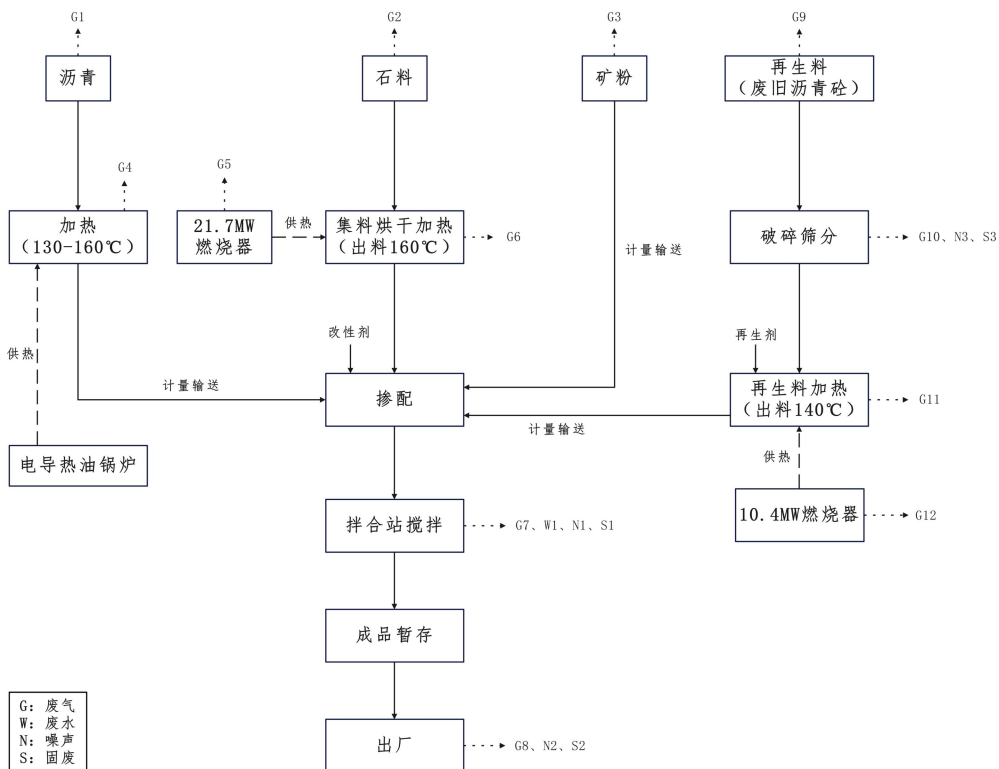 G1
G2
G3
G9
沥青
石料
矿粉
再生料
（废旧沥青砼）
G4
G5
加热
（130-160℃）
21.7MW
燃烧器
供热
集料烘干加热
（出料160℃）
G6
计量输送
破碎筛分
G10、N3、S3
供热
改性剂
再生剂
计量输送
掺配
再生料加热
（出料140℃）
G11
计量输送
供热
电导热油锅炉
10.4MW燃烧器
G12
拌合站搅拌
G7、W1、N1、S1
成品暂存
出厂
G8、N2、S2
G：废气
W：废水
N：噪声
S：固废